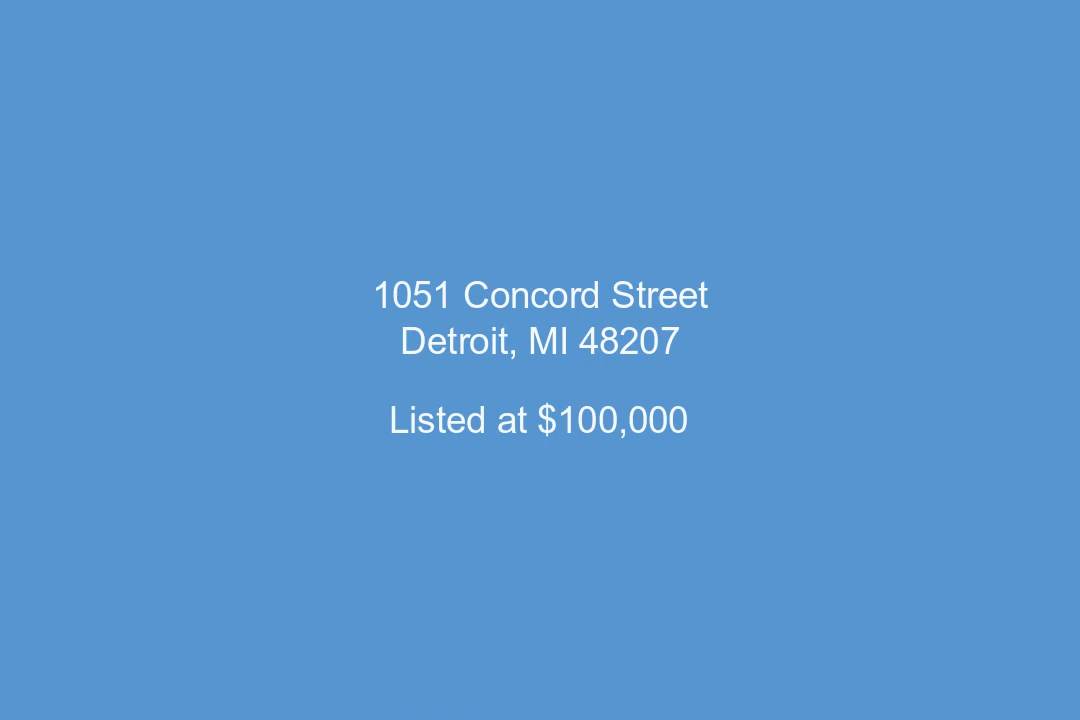 1051 Concord Street
Detroit, MI 48207
Listed at $100,000